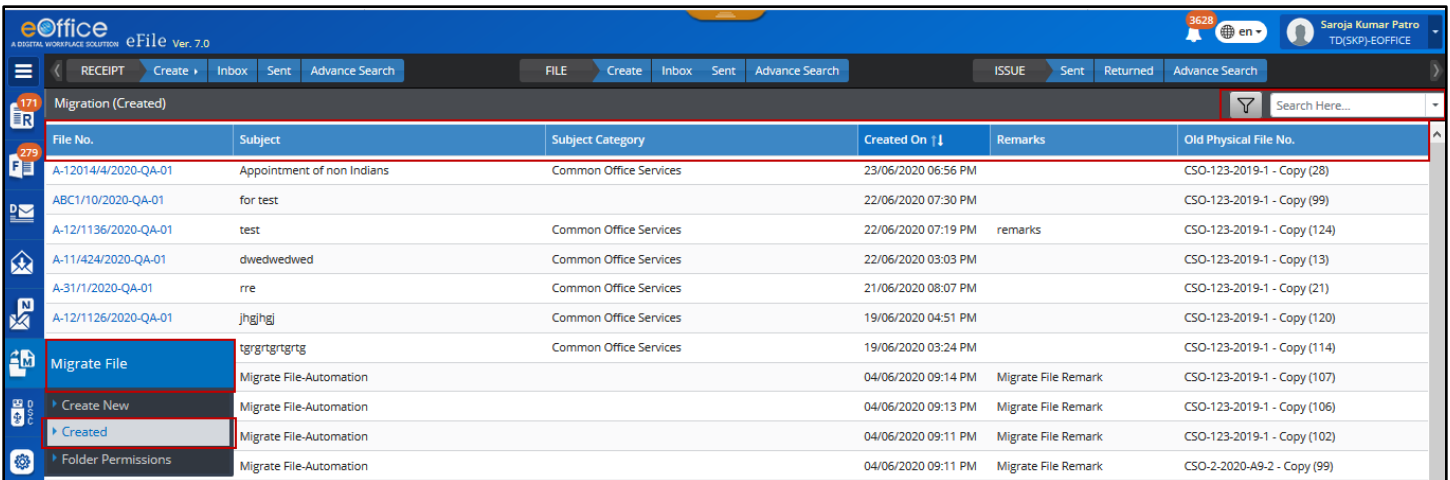 eOffice
A DIGITAL WORKPLACE SOLUTION eFile Ver. 7.0
3628
en
Saroja Kumar Patro
TD(SKP)-EOFFICE
RECEIPT Create Inbox Sent Advance Search FILE Create Inbox Sent Advance Search ISSUE Sent Returned Advance Search
171
R
Migration (Created) Search Here...
File No. Subject Subject Category Created On Remarks Old Physical File No.
279
F
A-12014/4/2020-QA-01 Appointment of non Indians Common Office Services 23/06/2020 06:56 PM CSO-123-2019-1 - Copy (28)
ABC1/10/2020-QA-01 for test 22/06/2020 07:30 PM CSO-123-2019-1 - Copy (99)
D
A-12/1136/2020-QA-01 test Common Office Services 22/06/2020 07:19 PM remarks CSO-123-2019-1 - Copy (124)
A-11/424/2020-QA-01 dwedwedwed Common Office Services 22/06/2020 03:03 PM CSO-123-2019-1 - Copy (13)
A-31/1/2020-QA-01 rre Common Office Services 21/06/2020 08:07 PM CSO-123-2019-1 - Copy (21)
N
A-12/1126/2020-QA-01 jhgjhgj Common Office Services 19/06/2020 04:51 PM CSO-123-2019-1 - Copy (120)
tgrgrtgrtgrtg Common Office Services 19/06/2020 03:24 PM CSO-123-2019-1 - Copy (114)
M
Migrate File
Migrate File-Automation 04/06/2020 09:14 PM Migrate File Remark CSO-123-2019-1 - Copy (107)
DSC
Create New Migrate File-Automation 04/06/2020 09:13 PM Migrate File Remark CSO-123-2019-1 - Copy (106)
Created Migrate File-Automation 04/06/2020 09:11 PM Migrate File Remark CSO-123-2019-1 - Copy (102)
Folder Permissions Migrate File-Automation 04/06/2020 09:11 PM Migrate File Remark CSO-2-2020-A9-2 - Copy (99)